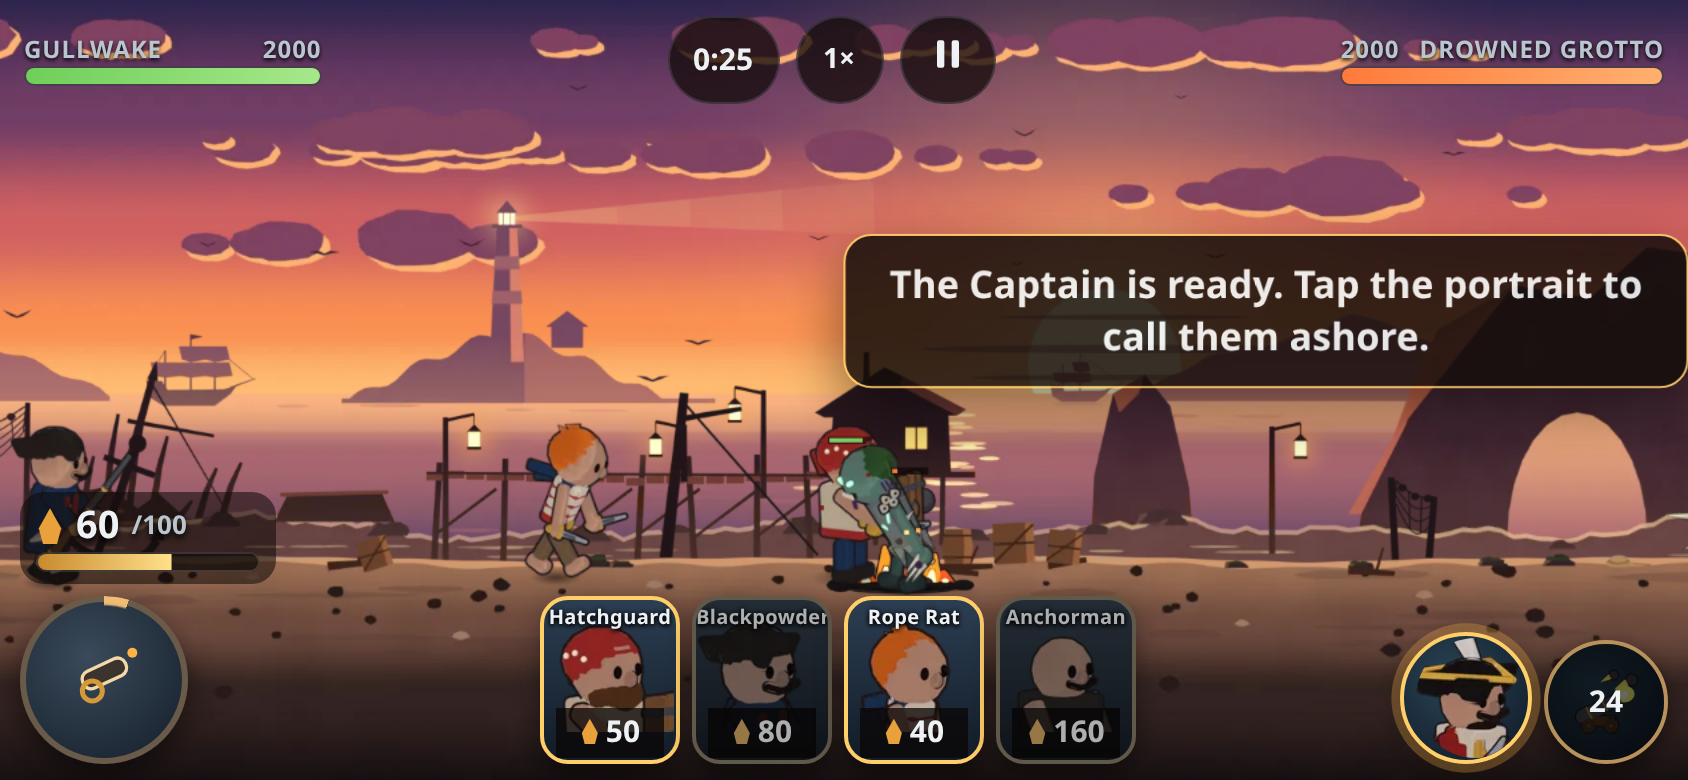 GULLWAKE 2000
0:25
1×
2000 DROWNED GROTTO
The Captain is ready. Tap the portrait to
call them ashore.
60 /100
Hatchguard
50
Blackpowder
80
Rope Rat
40
Anchorman
160
24